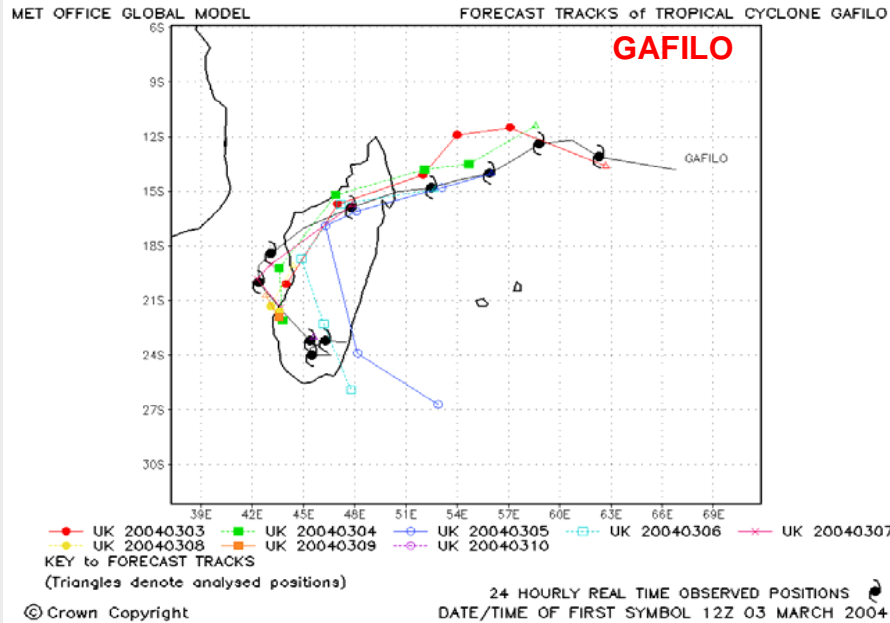 MET OFFICE GLOBAL MODEL FORECAST TRACKS of TROPICAL CYCLONE GAFILO
GAFILO
6S
9S
12S
GAFILO
15S
18S
21S
24S
27S
30S
39E 42E 45E 48E 51E 54E 57E 60E 63E 66E 69E
UK 20040303 UK 20040304 UK 20040305 UK 20040306 UK 20040307
UK 20040308 UK 20040309 UK 20040310
KEY to FORECAST TRACKS
(Triangles denote analysed positions)
24 HOURLY REAL TIME OBSERVED POSITIONS
© Crown Copyright DATE/TIME OF FIRST SYMBOL 12Z 03 MARCH 2004